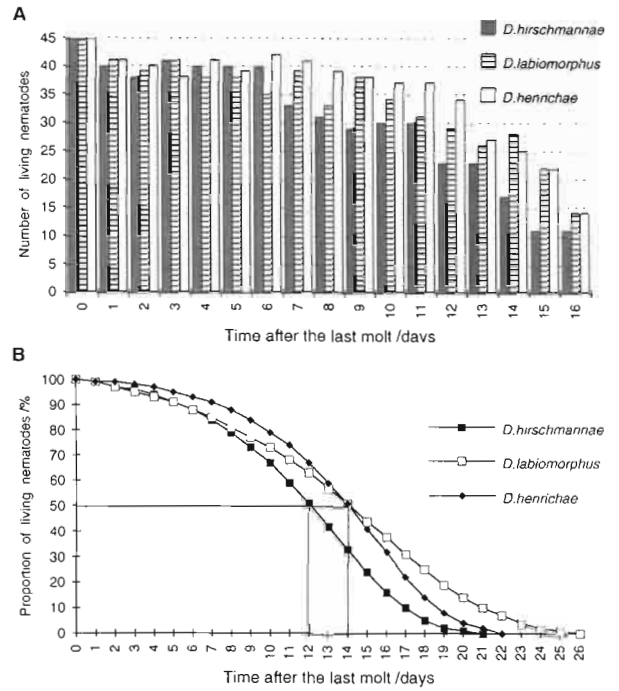 A
D.hirschmannae
D.labiomorphus
D.henrichae
Number of living nematodes
45
40
35
30
25
20
15
10
5
0
0 1 2 3 4 5 6 7 8 9 10 11 12 13 14 15 16
Time after the last molt /days
B
D.hirschmannae
D.labiomorphus
D.henrichae
Proportion of living nematodes /%
100
90
80
70
60
50
40
30
20
10
0
0 1 2 3 4 5 6 7 8 9 10 11 12 13 14 15 16 17 18 19 20 21 22 23 24 25 26
Time after the last molt /days